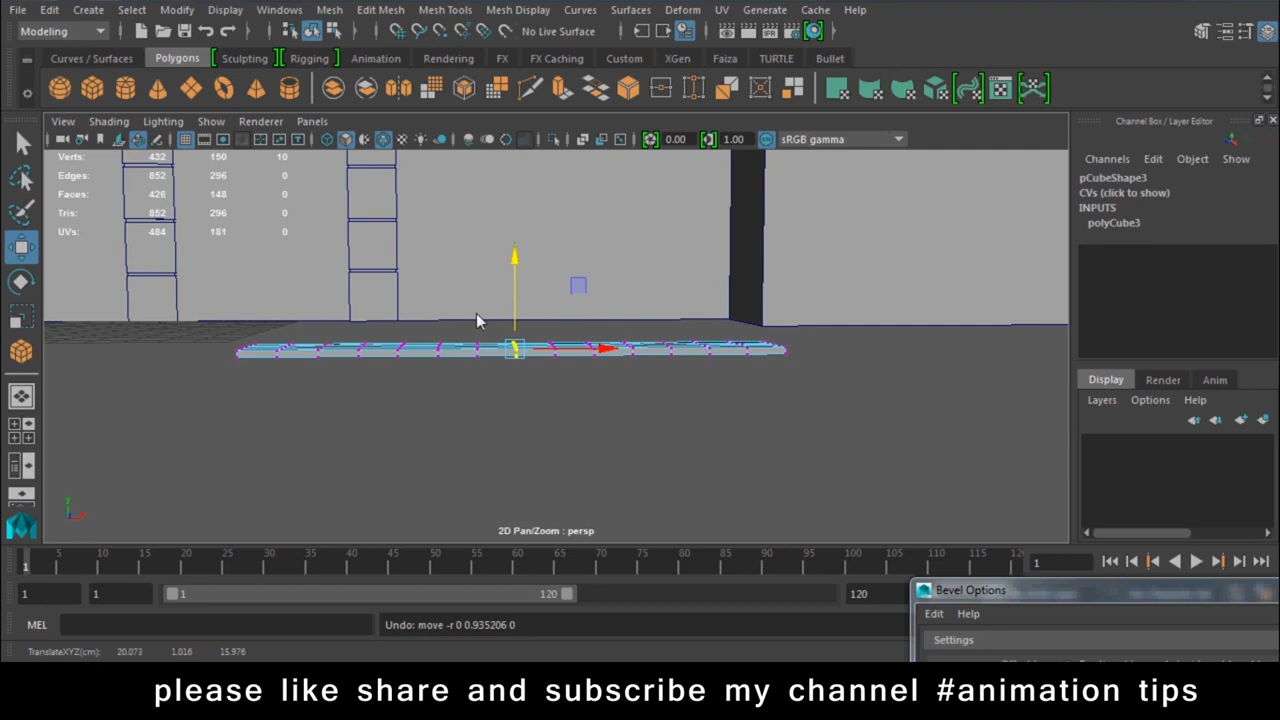 File Edit Create Select Modify Display Windows Mesh Edit Mesh Mesh Tools Mesh Display Curves Surfaces Deform UV Generate Cache Help
Modeling No Live Surface
Curves / Surfaces Polygons Sculpting Rigging Animation Rendering FX FX Caching Custom XGen Faiza TURTLE Bullet
View Shading Lighting Show Renderer Panels
0.00 1.00 sRGB gamma
Channel Box / Layer Editor
Channels Edit Object Show
pCubeShape3
CVs (click to show)
INPUTS
polyCube3
Verts: 432 150 10
Edges: 852 296 0
Faces: 426 148 0
Tris: 852 296 0
UVs: 484 181 0
Display Render Anim
Layers Options Help
2D Pan/Zoom : persp
5 10 15 20 25 30 35 40 45 50 55 60 65 70 75 80 85 90 95 100 105 110 115 12
1 1
1 1 1 120 120
Bevel Options
Edit Help
Settings
MEL Undo: move -r 0 0.935206 0
TranslateXYZ(cm): 20.073 1.016 15.976
please like share and subscribe my channel #animation tips